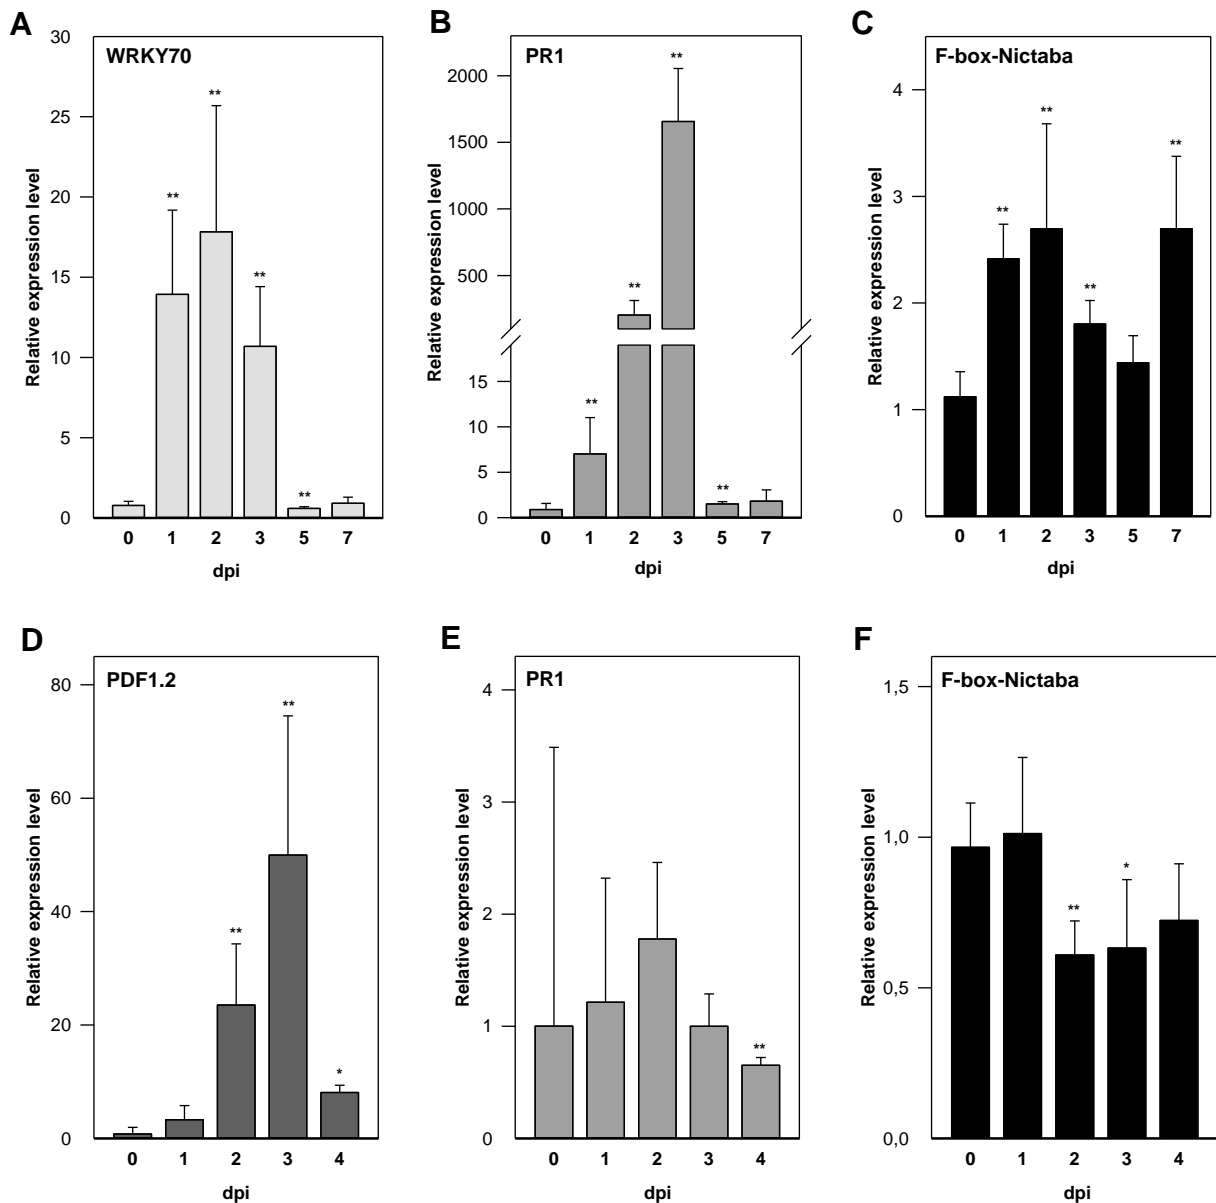 A
WRKY70
Relative expression level
30
25
20
15
10
5
0
**
**
**
**
0 1 2 3 5 7
dpi
B
PR1
Relative expression level
2000
1500
1000
500
15
10
5
0
**
**
**
**
0 1 2 3 5 7
dpi
C
F-box-Nictaba
Relative expression level
4
3
2
1
0
**
**
**
**
0 1 2 3 5 7
dpi
D
PDF1.2
Relative expression level
80
60
40
20
0
**
**
*
0 1 2 3 4
dpi
E
PR1
Relative expression level
4
3
2
1
0
**
0 1 2 3 4
dpi
F
F-box-Nictaba
Relative expression level
1,5
1,0
0,5
0,0
**
*
0 1 2 3 4
dpi